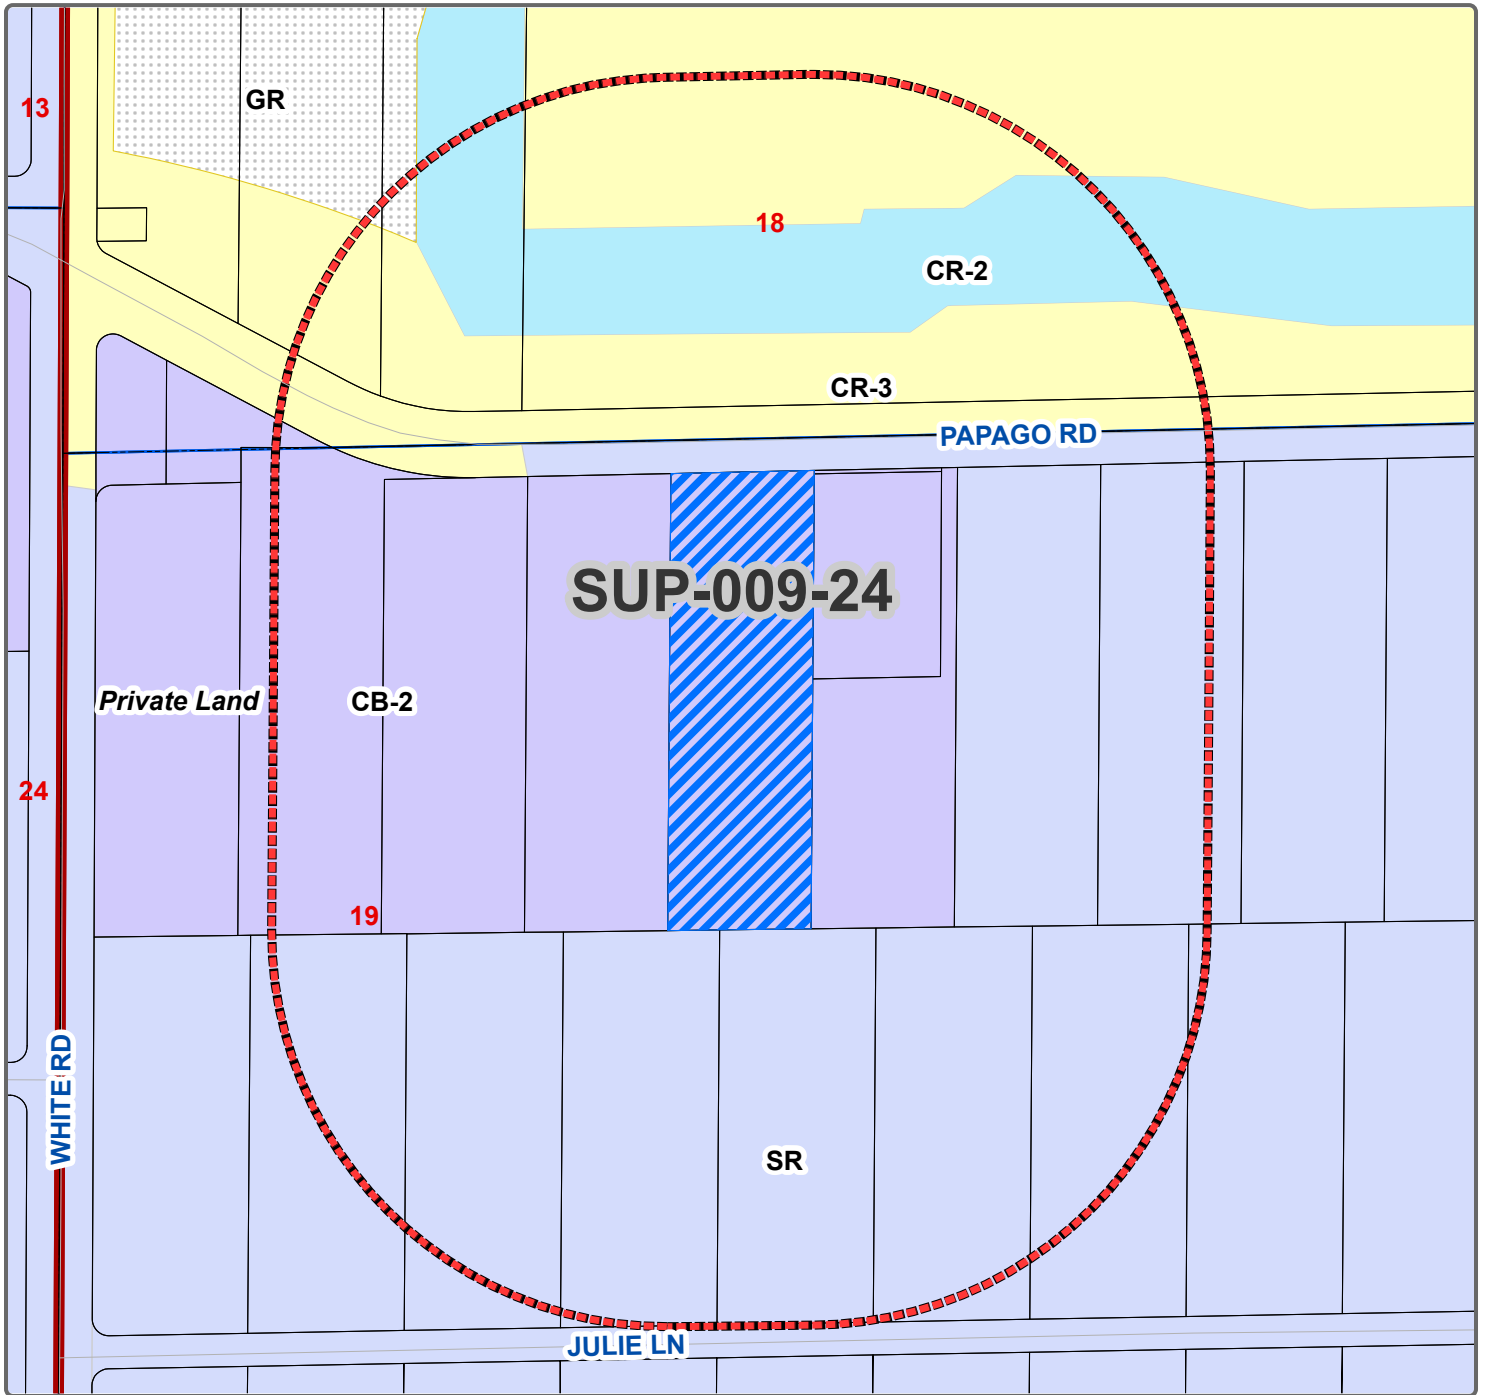 GR
13
18
CR-2
CR-3
PAPAGO RD
SUP-009-24
Private Land
CB-2
24
19
WHITE RD
SR
JULIE LN